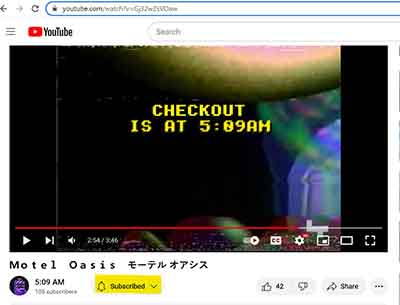 youtube.com/watch?v=Gj32wZsVDaw
YouTube
Search
CHECKOUT
IS AT 5:09AM
2:54 / 3:46
Ｍｏｔｅｌ　Ｏａｓｉｓ　モーテル オアシス
5:09 AM
Subscribed
42
Share
105 subscribers